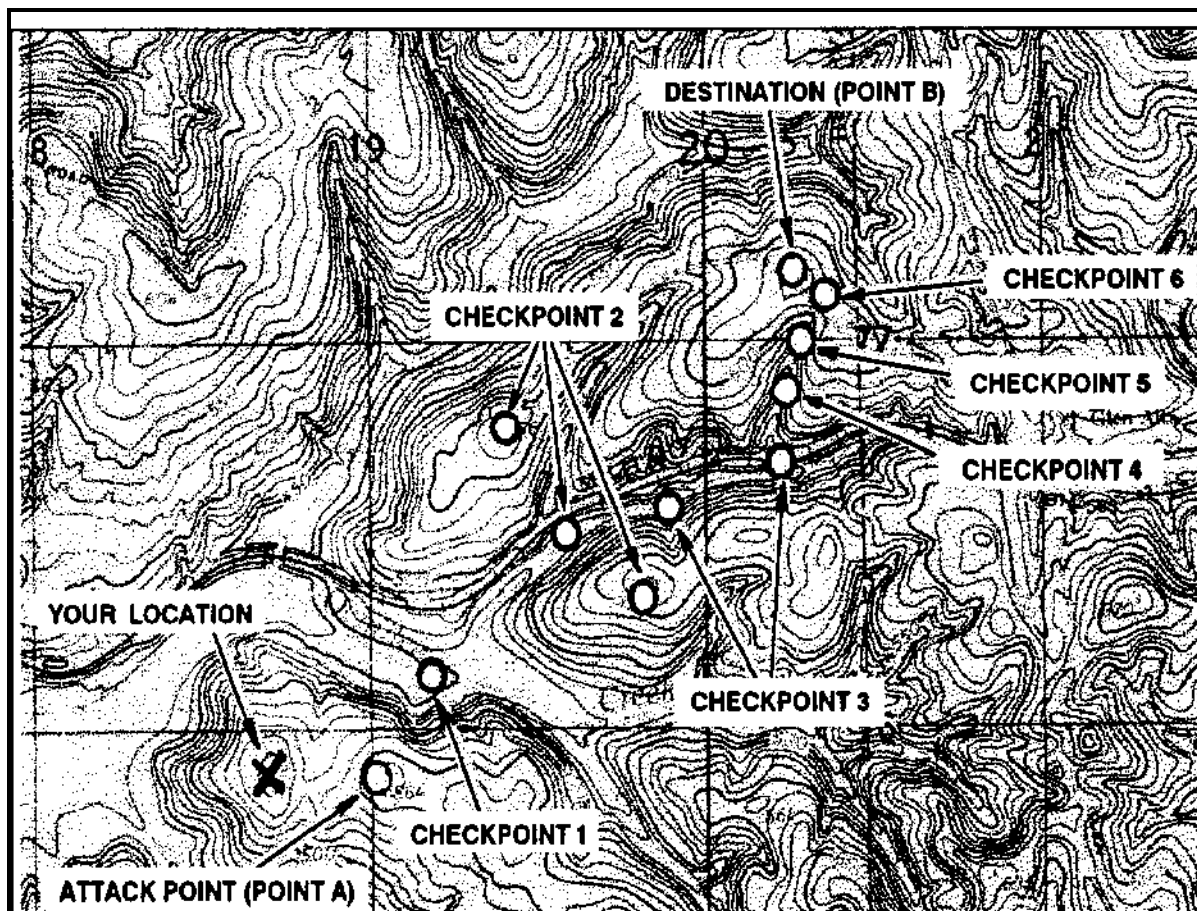 DESTINATION (POINT B)
19
20
CHECKPOINT 6
CHECKPOINT 2
77
CHECKPOINT 5
CHECKPOINT 4
YOUR LOCATION
CHECKPOINT 3
CHECKPOINT 1
ATTACK POINT (POINT A)